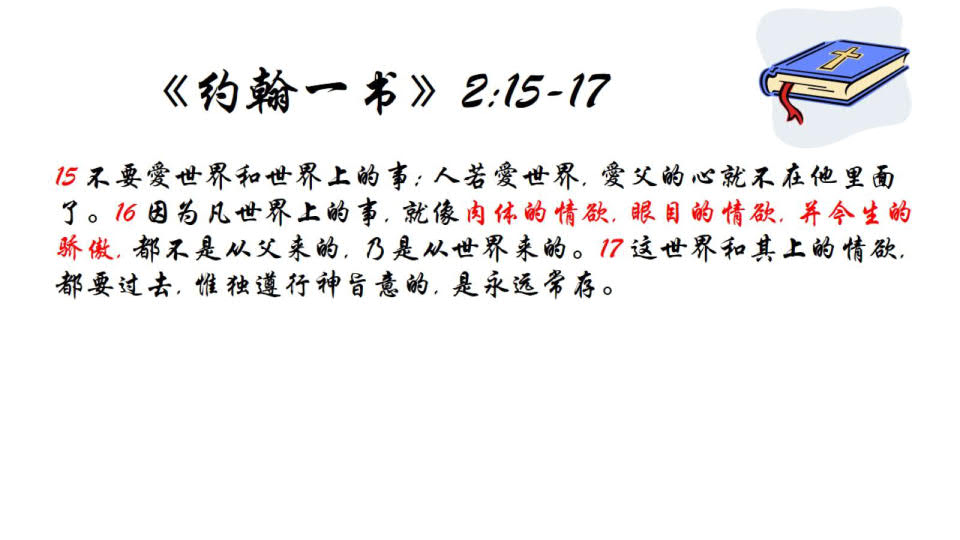 《约翰一书》2:15-17
15 不要愛世界和世界上的事; 人若愛世界, 愛父的心就不在他里面
了。16 因为凡世界上的事, 就像肉体的情欲, 眼目的情欲, 并今生的
骄傲, 都不是从父来的, 乃是从世界来的。17 这世界和其上的情欲,
都要过去, 惟独遵行神旨意的, 是永远常存。